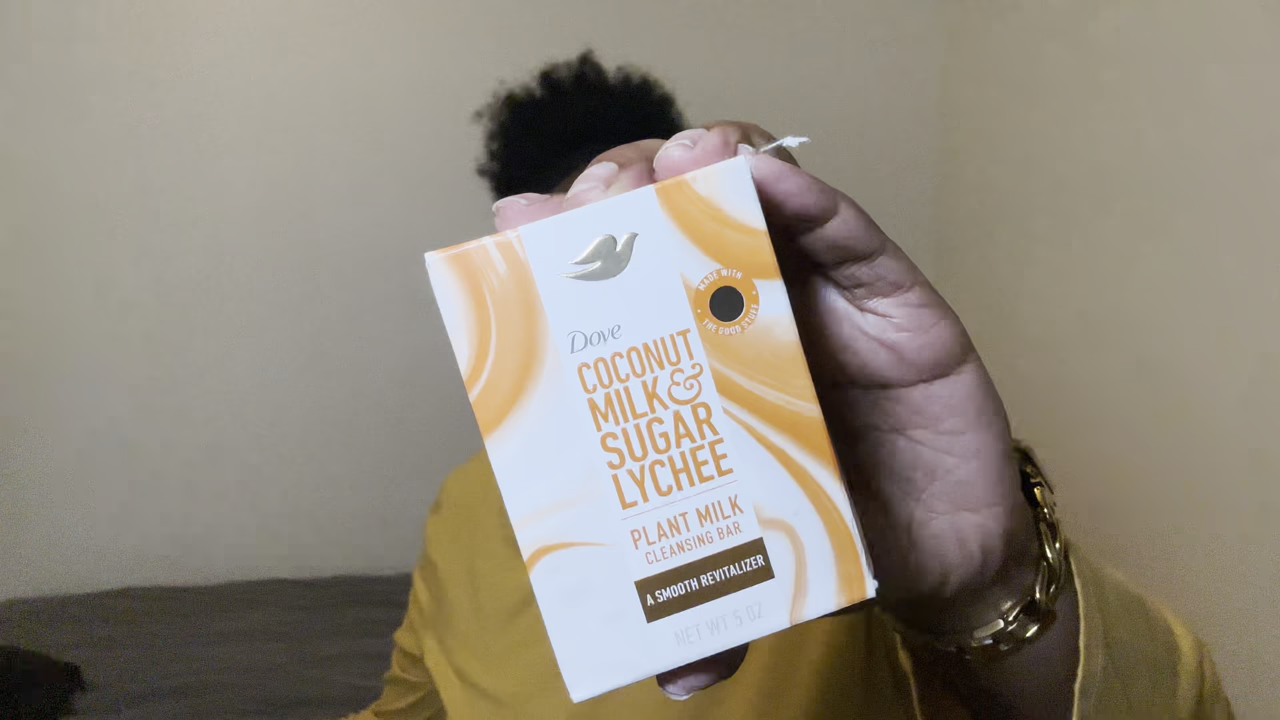 MADE WITH
THE GOOD STUFF
Dove
COCONUT
MILK &
SUGAR
LYCHEE
PLANT MILK
CLEANSING BAR
A SMOOTH REVITALIZER
NET WT 5 OZ